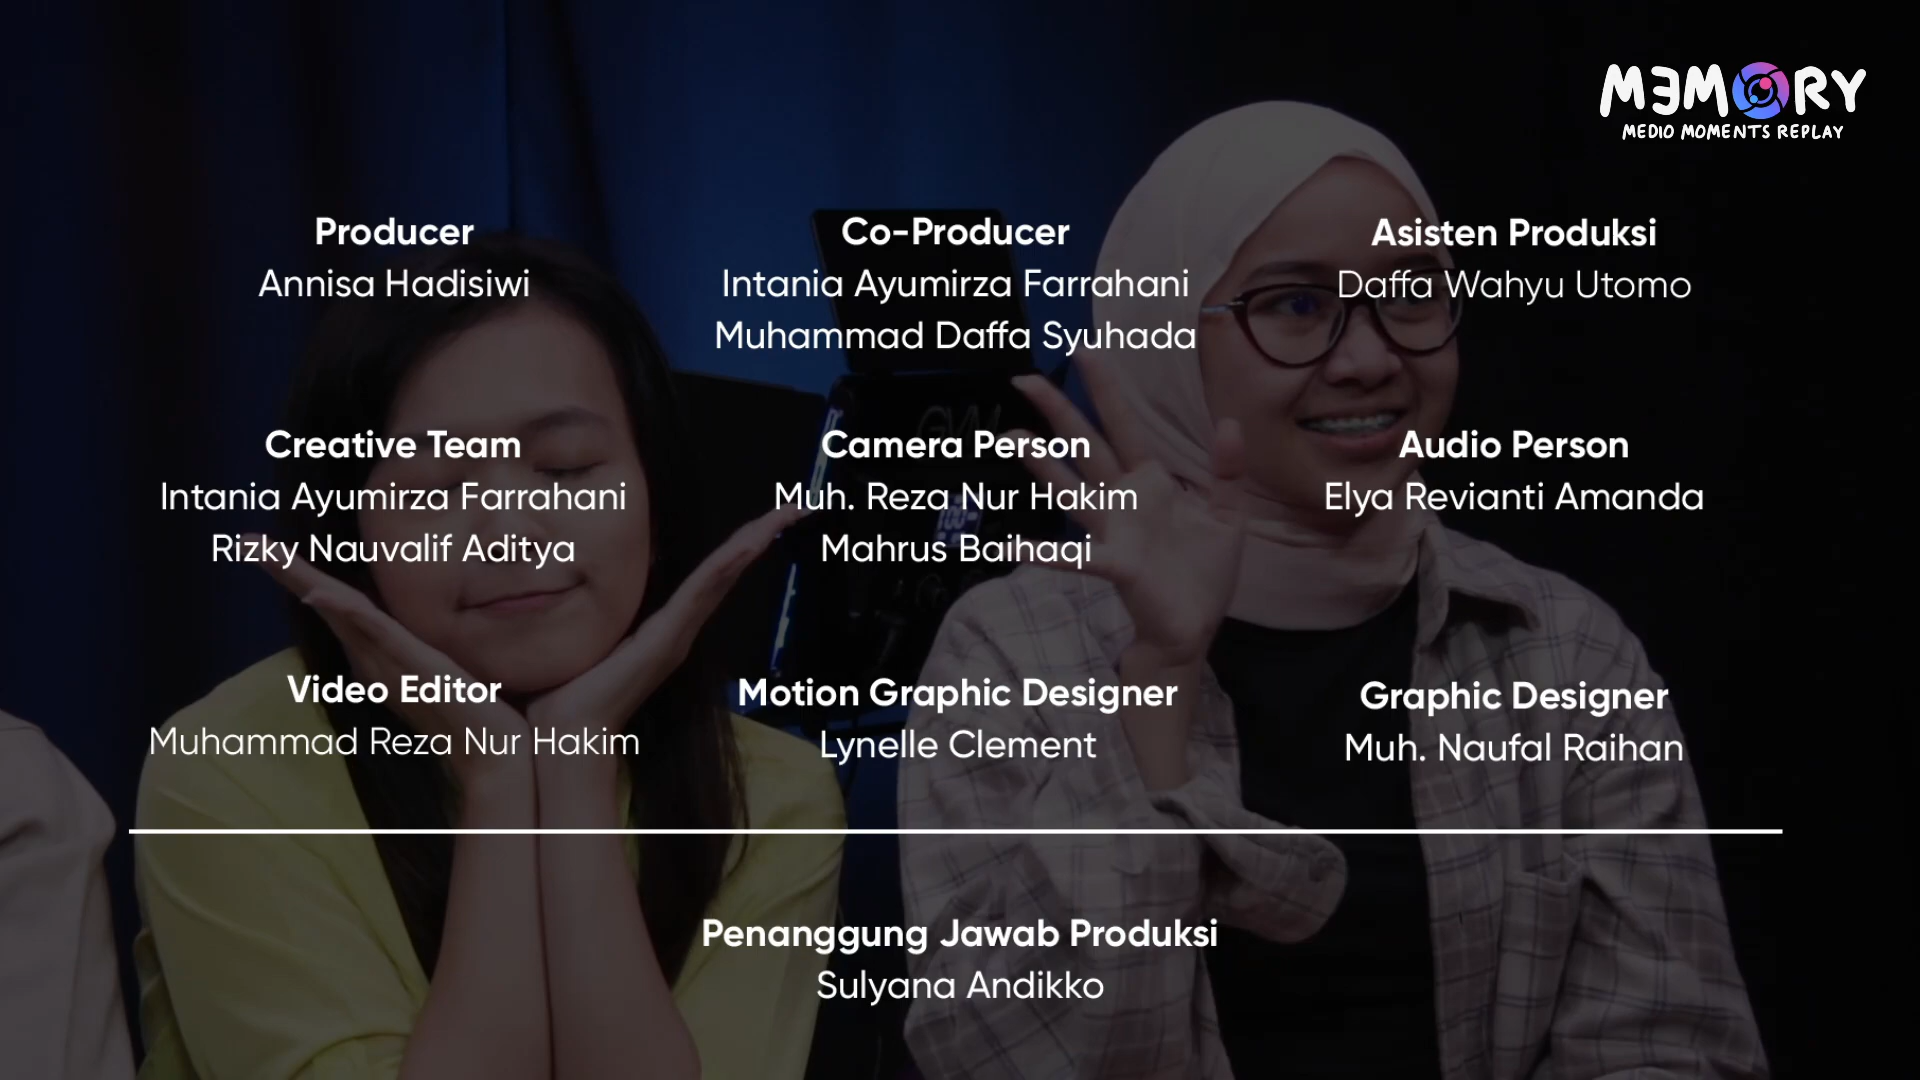 MEMORY
MEDIO MOMENTS REPLAY
Producer
Annisa Hadisiwi
Co-Producer
Intania Ayumirza Farrahani
Muhammad Daffa Syuhada
Asisten Produksi
Daffa Wahyu Utomo
Creative Team
Intania Ayumirza Farrahani
Rizky Nauvalif Aditya
Camera Person
Muh. Reza Nur Hakim
Mahrus Baihaqi
Audio Person
Elya Revianti Amanda
Video Editor
Muhammad Reza Nur Hakim
Motion Graphic Designer
Lynelle Clement
Graphic Designer
Muh. Naufal Raihan
Penanggung Jawab Produksi
Sulyana Andikko
GVM